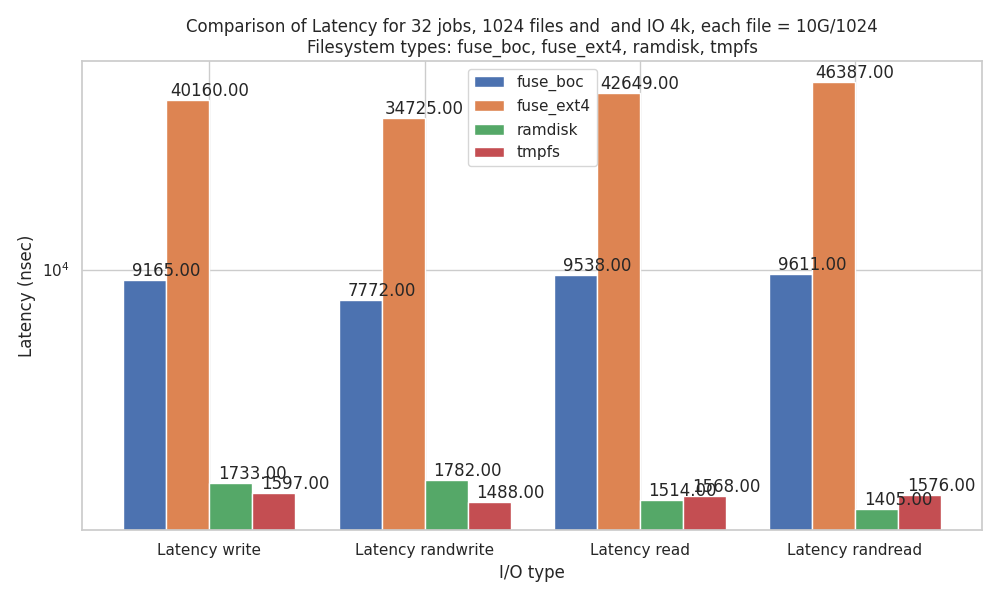 Comparison of Latency for 32 jobs, 1024 files and  and IO 4k, each file = 10G/1024
Filesystem types: fuse_boc, fuse_ext4, ramdisk, tmpfs
fuse_boc
fuse_ext4
ramdisk
tmpfs
40160.00
34725.00
42649.00
46387.00
9165.00
7772.00
9538.00
9611.00
1733.00
1597.00
1782.00
1488.00
1514.00
1568.00
1405.00
1576.00
10⁴
Latency (nsec)
Latency write
Latency randwrite
Latency read
Latency randread
I/O type